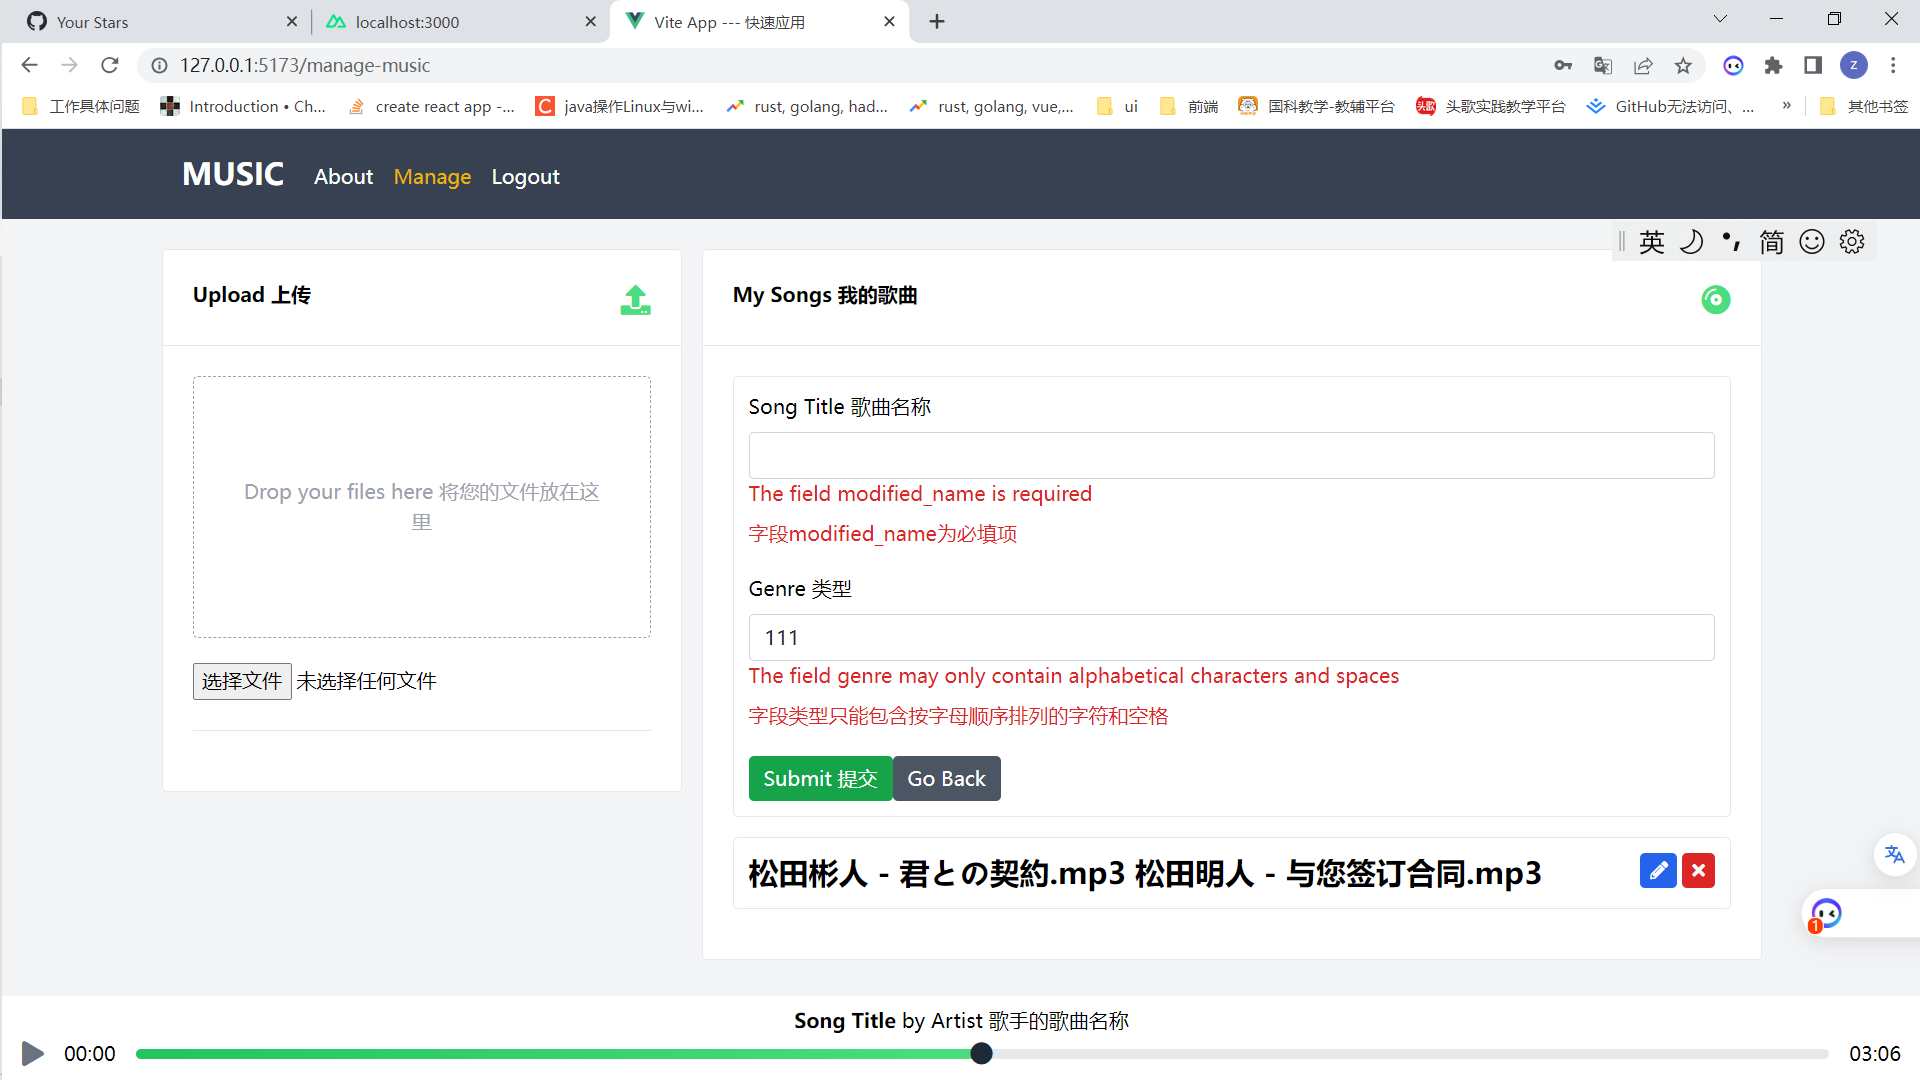 Your Stars
localhost:3000
Vite App --- 快速应用
127.0.0.1:5173/manage-music
Z
工作具体问题
Introduction • Ch...
create react app -...
C
java操作Linux与wi...
rust, golang, had...
rust, golang, vue,...
ui
前端
国科教学-教辅平台
头歌
头歌实践教学平台
GitHub无法访问、...
»
其他书签
MUSIC About Manage Logout
英 简
Upload 上传
My Songs 我的歌曲
Drop your files here 将您的文件放在这
里
选择文件 未选择任何文件
Song Title 歌曲名称
The field modified_name is required
字段modified_name为必填项
Genre 类型
111
The field genre may only contain alphabetical characters and spaces
字段类型只能包含按字母顺序排列的字符和空格
Submit 提交 Go Back
松田彬人 - 君との契約.mp3 松田明人 - 与您签订合同.mp3
1
Song Title by Artist 歌手的歌曲名称
00:00
03:06